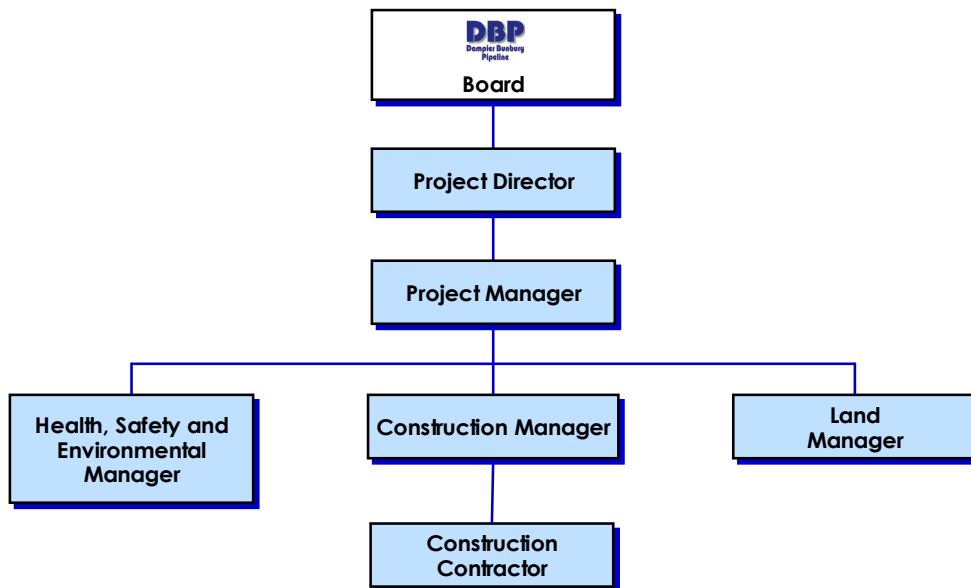 DBP
Dampier Bunbury
Pipeline
Board
Project Director
Project Manager
Health, Safety and
Environmental
Manager
Construction Manager
Land
Manager
Construction
Contractor